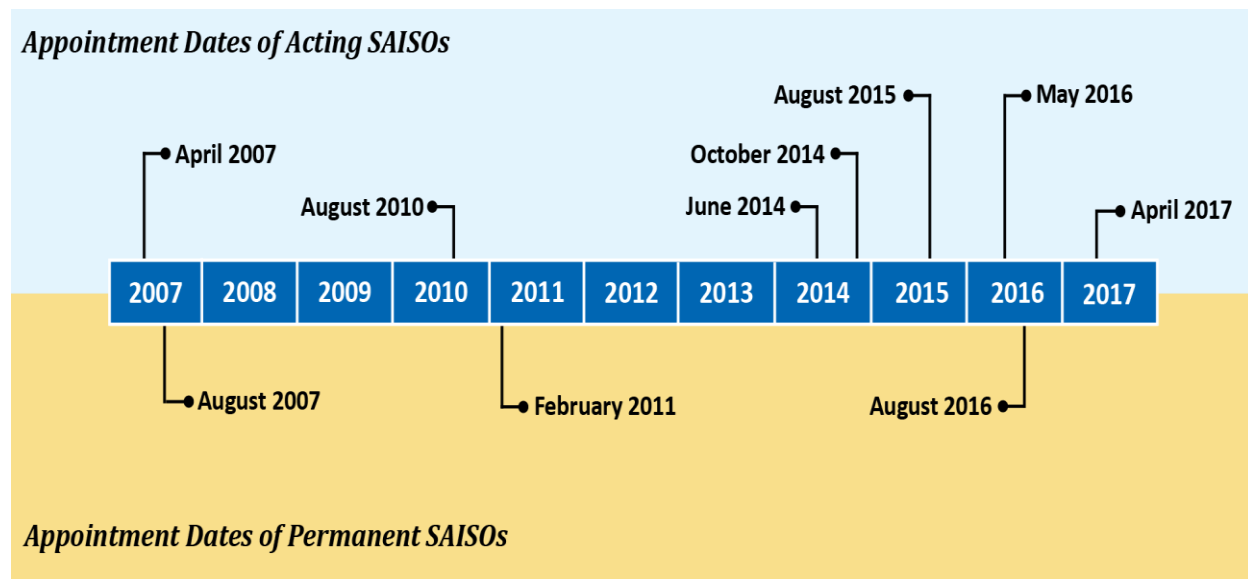 Appointment Dates of Acting SAISOs
August 2015
May 2016
April 2007
October 2014
August 2010
June 2014
April 2017
2007 2008 2009 2010 2011 2012 2013 2014 2015 2016 2017
August 2007
February 2011
August 2016
Appointment Dates of Permanent SAISOs